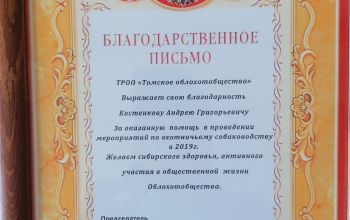 БЛАГОДАРСТВЕННОЕ
ПИСЬМО
ТРОО «Томское облохотобщество»
Выражает свою благодарность
Костенкову Андрею Григорьевичу
За оказанную помощь в проведении
мероприятий по охотничьему собаководству
в 2019г.
Желаем сибирского здоровья, активного
участия в общественной жизни
Облохотобщества.
Председатель